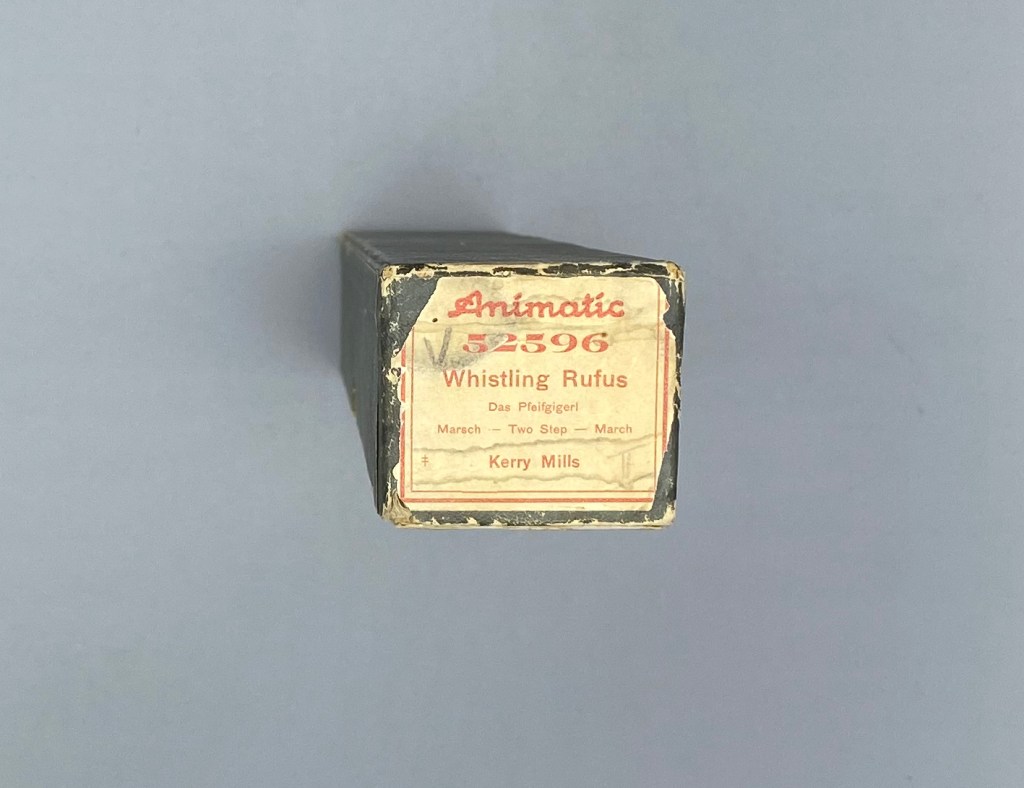 Animatic
52596
Whistling Rufus
Das Pfeifgigerl
Marsch — Two Step — March
‡ Kerry Mills